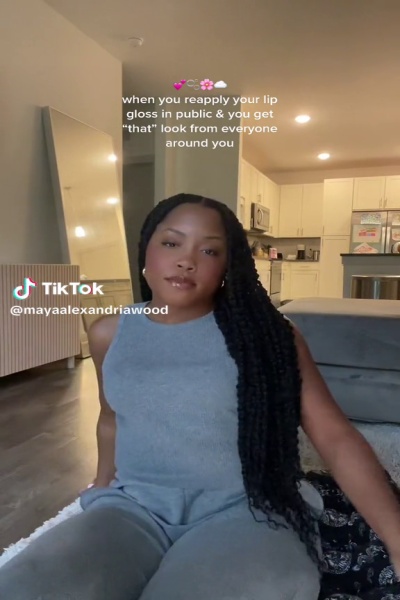 💕🫧🌸☁️
when you reapply your lip
gloss in public & you get
“that” look from everyone
around you
TikTok
@mayaalexandriawood